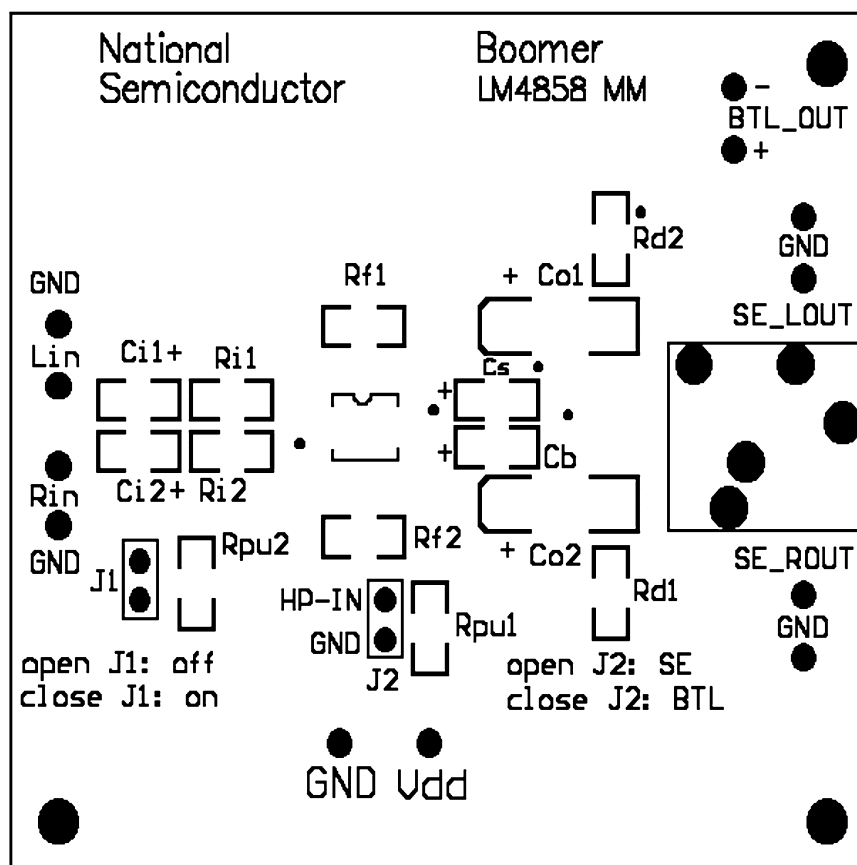 National
Semiconductor
Boomer
LM4858 MM
-
BTL_OUT
+
Rd2
GND
SE_LOUT
GND
Lin
Ci1+
Ri1
Rf1
+ Co1
Cs
+
+
Cb
Rin
GND
Ci2+
Ri2
Rf2
+ Co2
SE_ROUT
GND
J1
Rpu2
HP-IN
GND
J2
Rpu1
Rd1
open J1: off
close J1: on
open J2: SE
close J2: BTL
GND Vdd